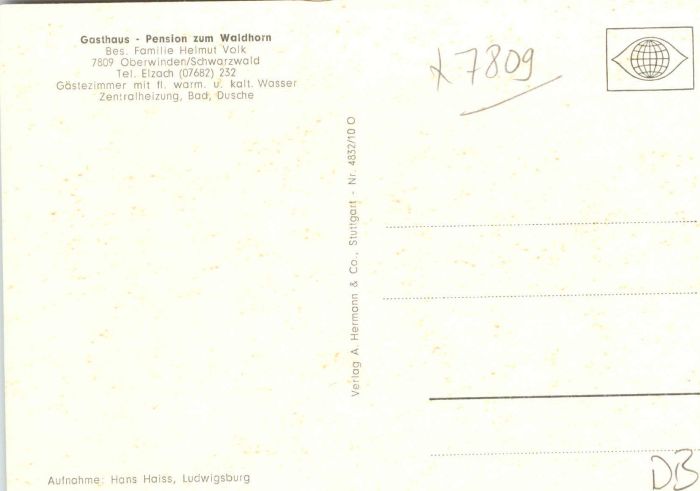 Gasthaus - Pension zum Waldhorn
Bes. Familie Helmut Volk
7809 Oberwinden/Schwarzwald
Tel. Elzach (07682) 232
Gästezimmer mit fl. warm. u. kalt. Wasser
Zentralheizung, Bad, Dusche
x 7809
Verlag A. Hermann & Co., Stuttgart - Nr. 4832/10 O
Aufnahme: Hans Haiss, Ludwigsburg
DB